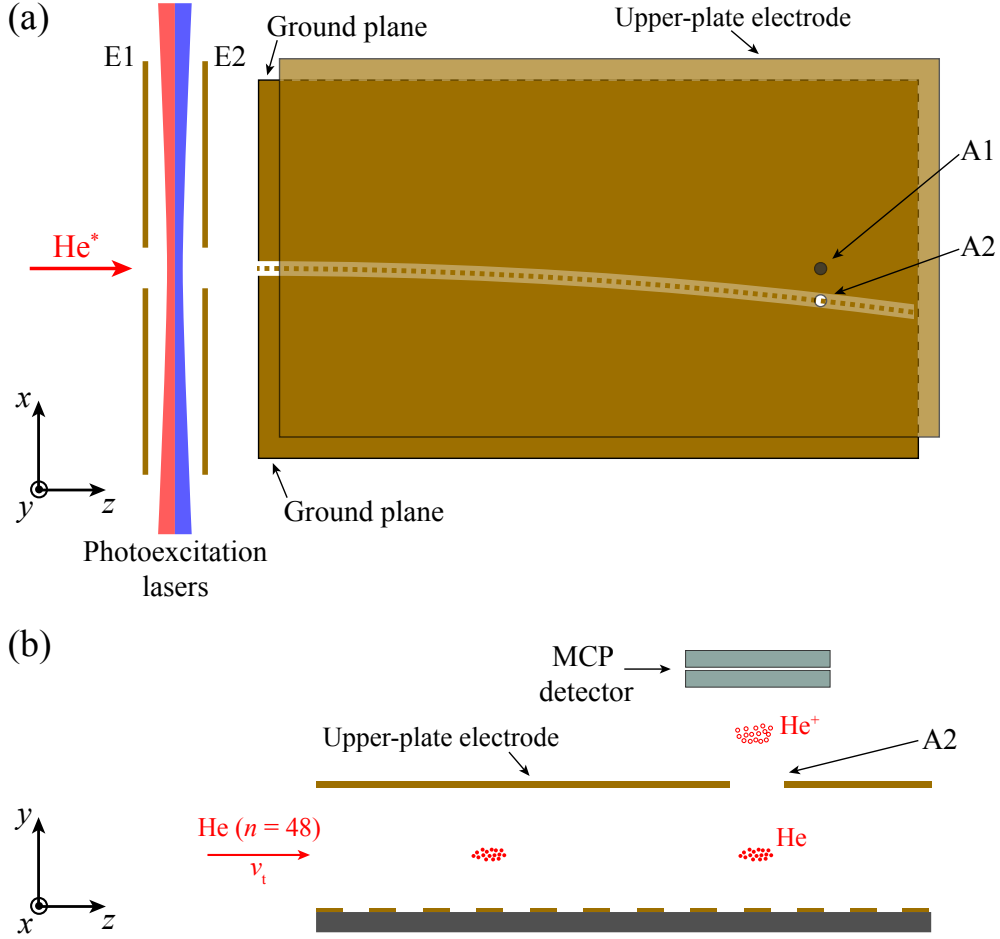 (a)
Upper-plate electrode
Ground plane
E1
E2
A1
He*
A2
x
y
z
Ground plane
Photoexcitation
lasers
(b)
MCP
detector
He⁺
Upper-plate electrode
A2
y
He (n = 48)
He
vₜ
x
z